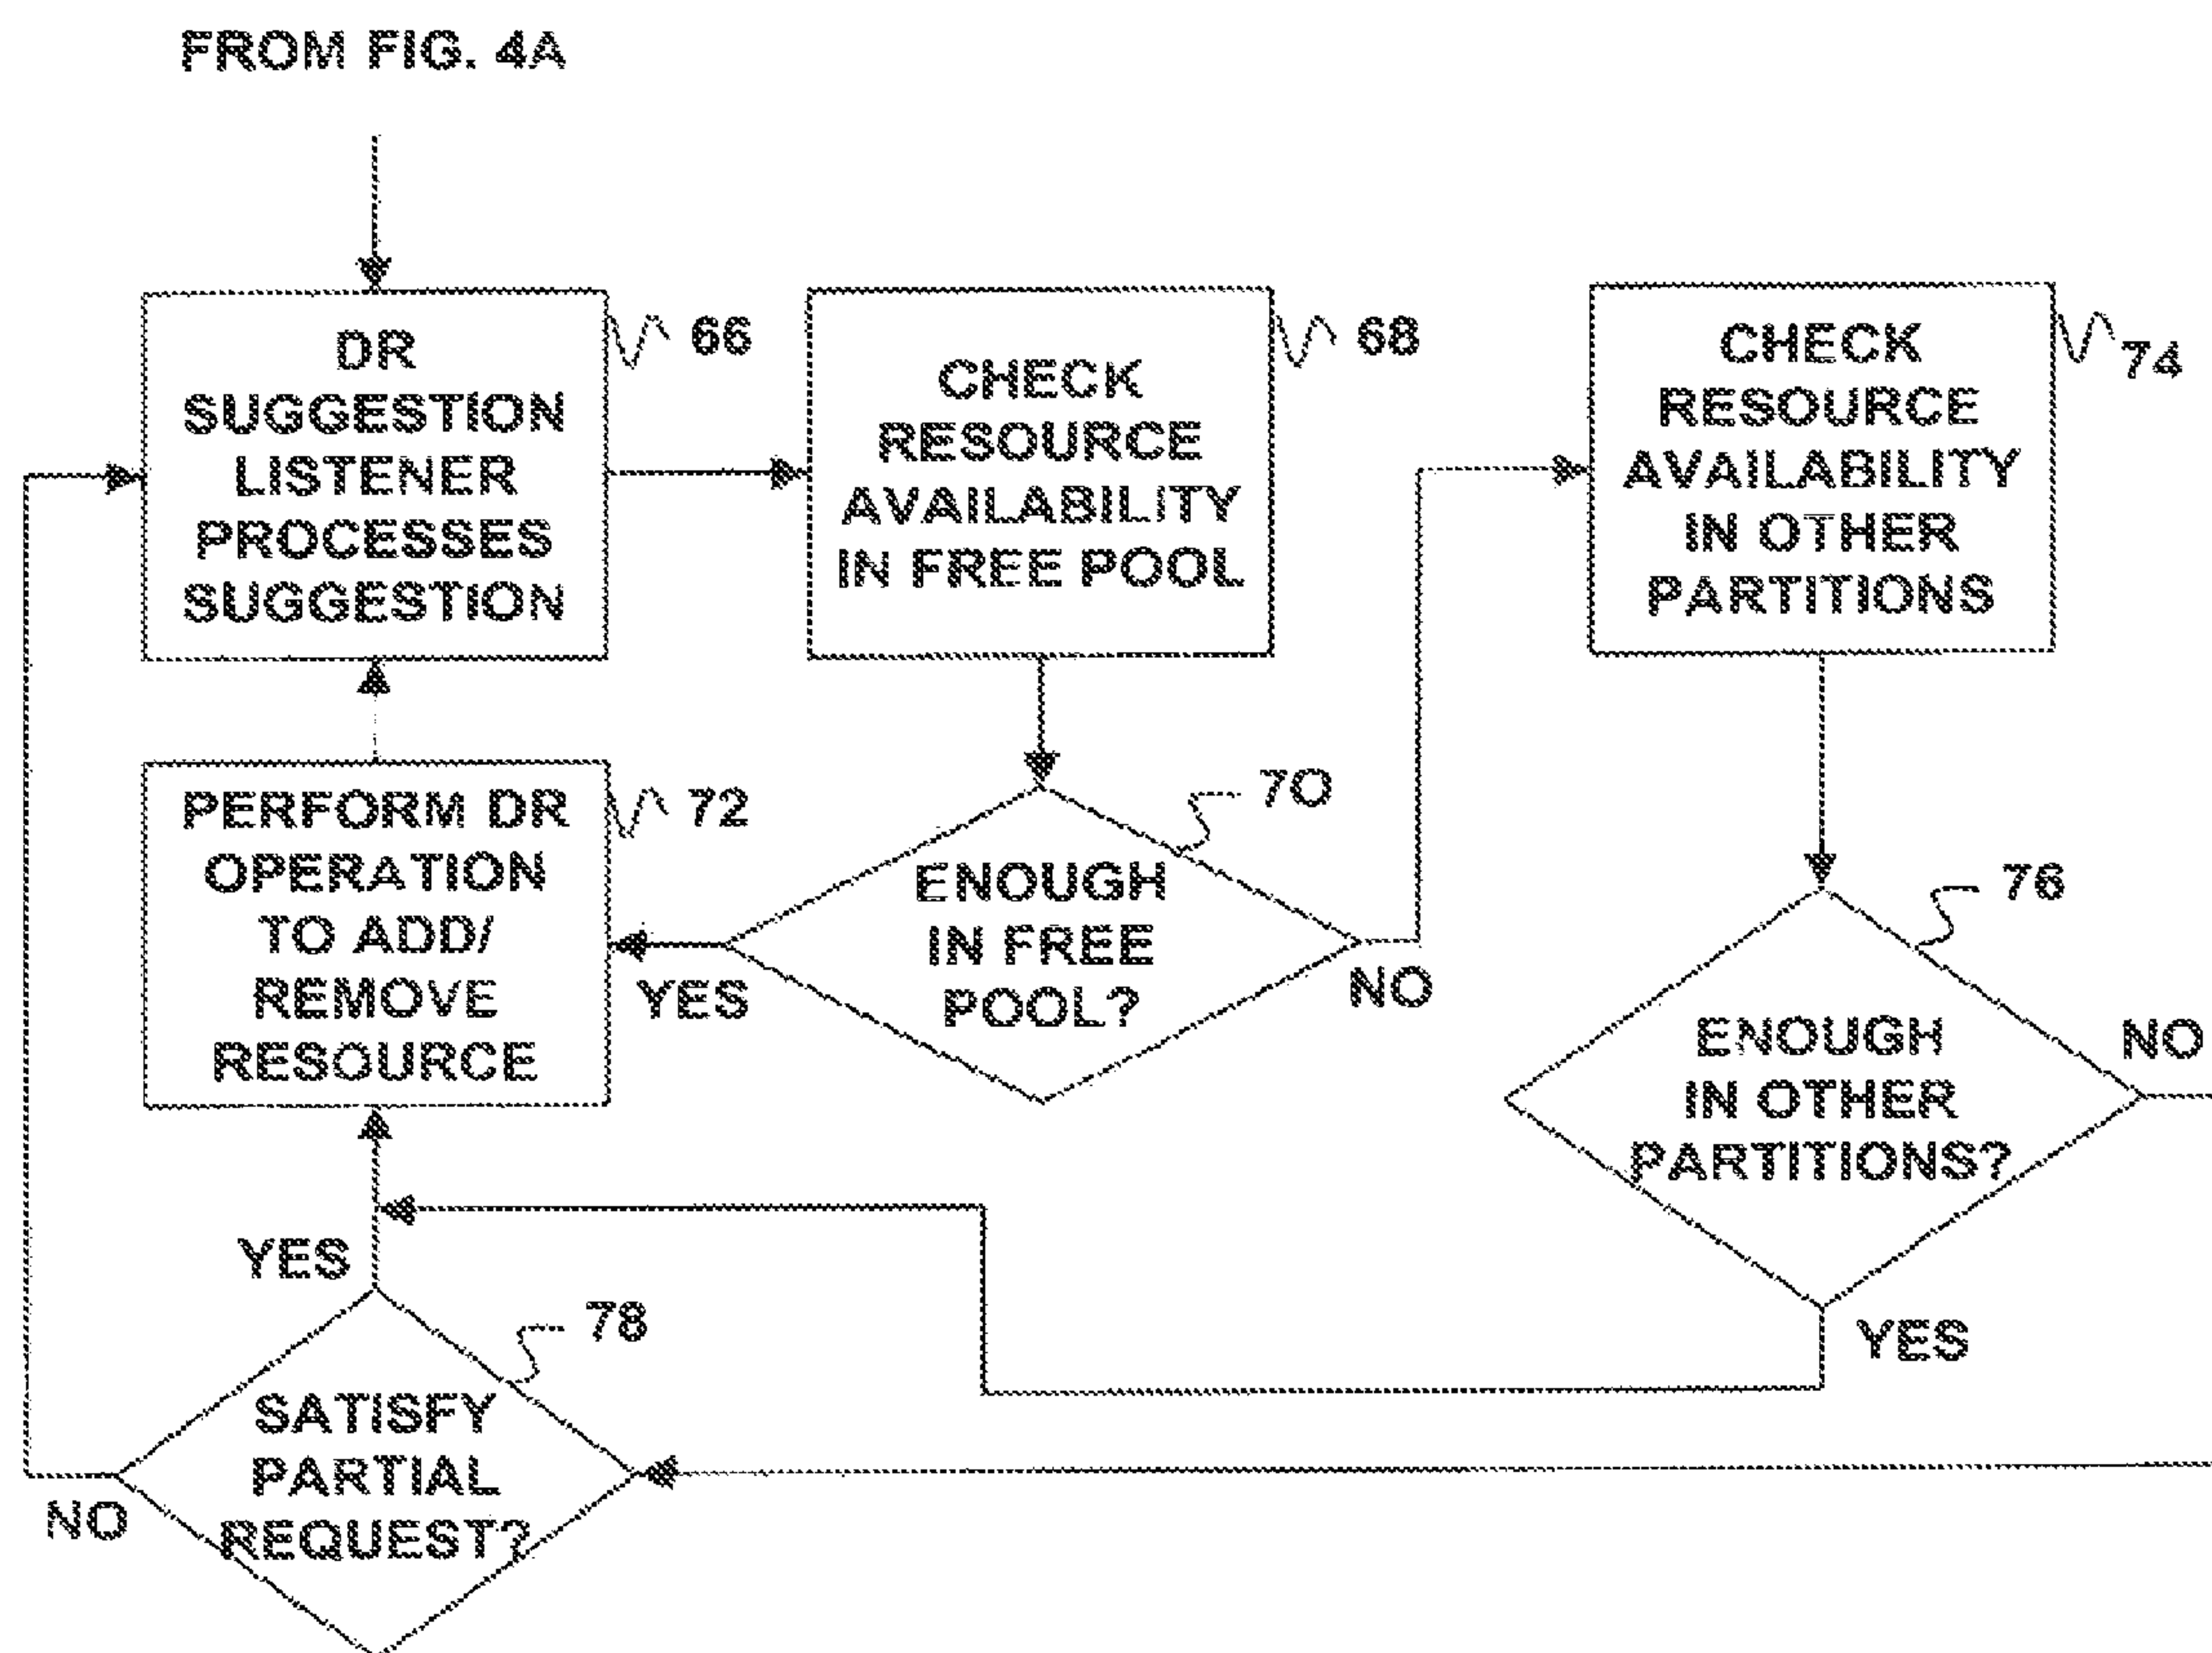 FROM FIG. 4A
DR
SUGGESTION
LISTENER
PROCESSES
SUGGESTION
66
CHECK
RESOURCE
AVAILABILITY
IN FREE POOL
68
CHECK
RESOURCE
AVAILABILITY
IN OTHER
PARTITIONS
74
PERFORM DR
OPERATION
TO ADD/
REMOVE
RESOURCE
72
YES
ENOUGH
IN FREE
POOL?
70
NO
ENOUGH
IN OTHER
PARTITIONS?
76
NO
YES
YES
SATISFY
PARTIAL
REQUEST?
78
NO